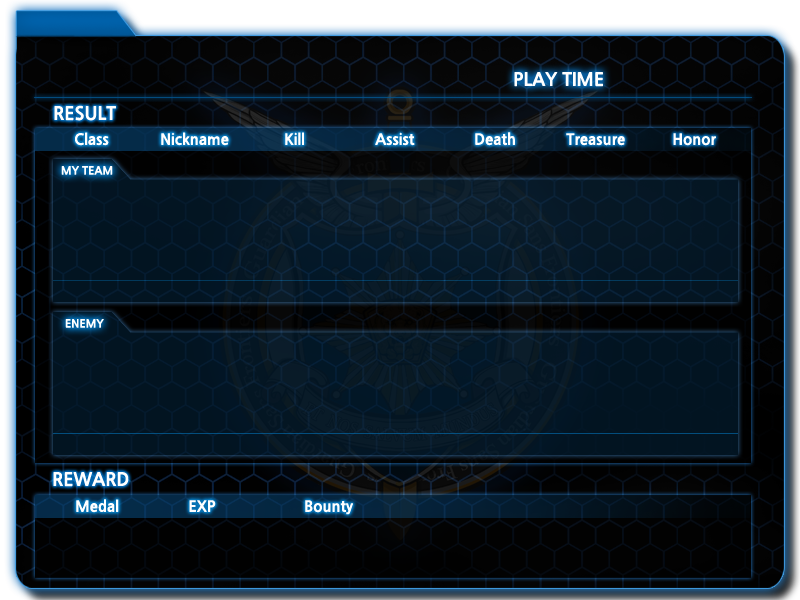 PLAY TIME
RESULT
Class Nickname Kill Assist Death Treasure Honor
MY TEAM
ENEMY
REWARD
Medal EXP Bounty